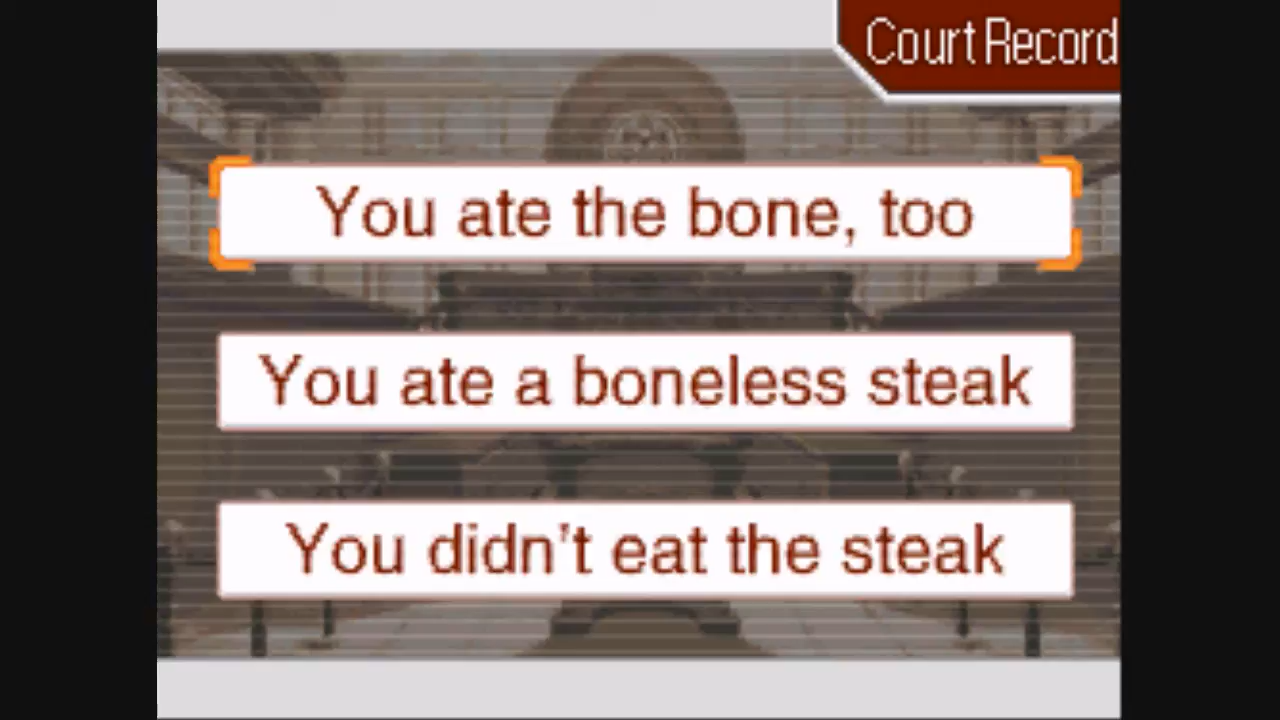 Court Record
You ate the bone, too
You ate a boneless steak
You didn't eat the steak